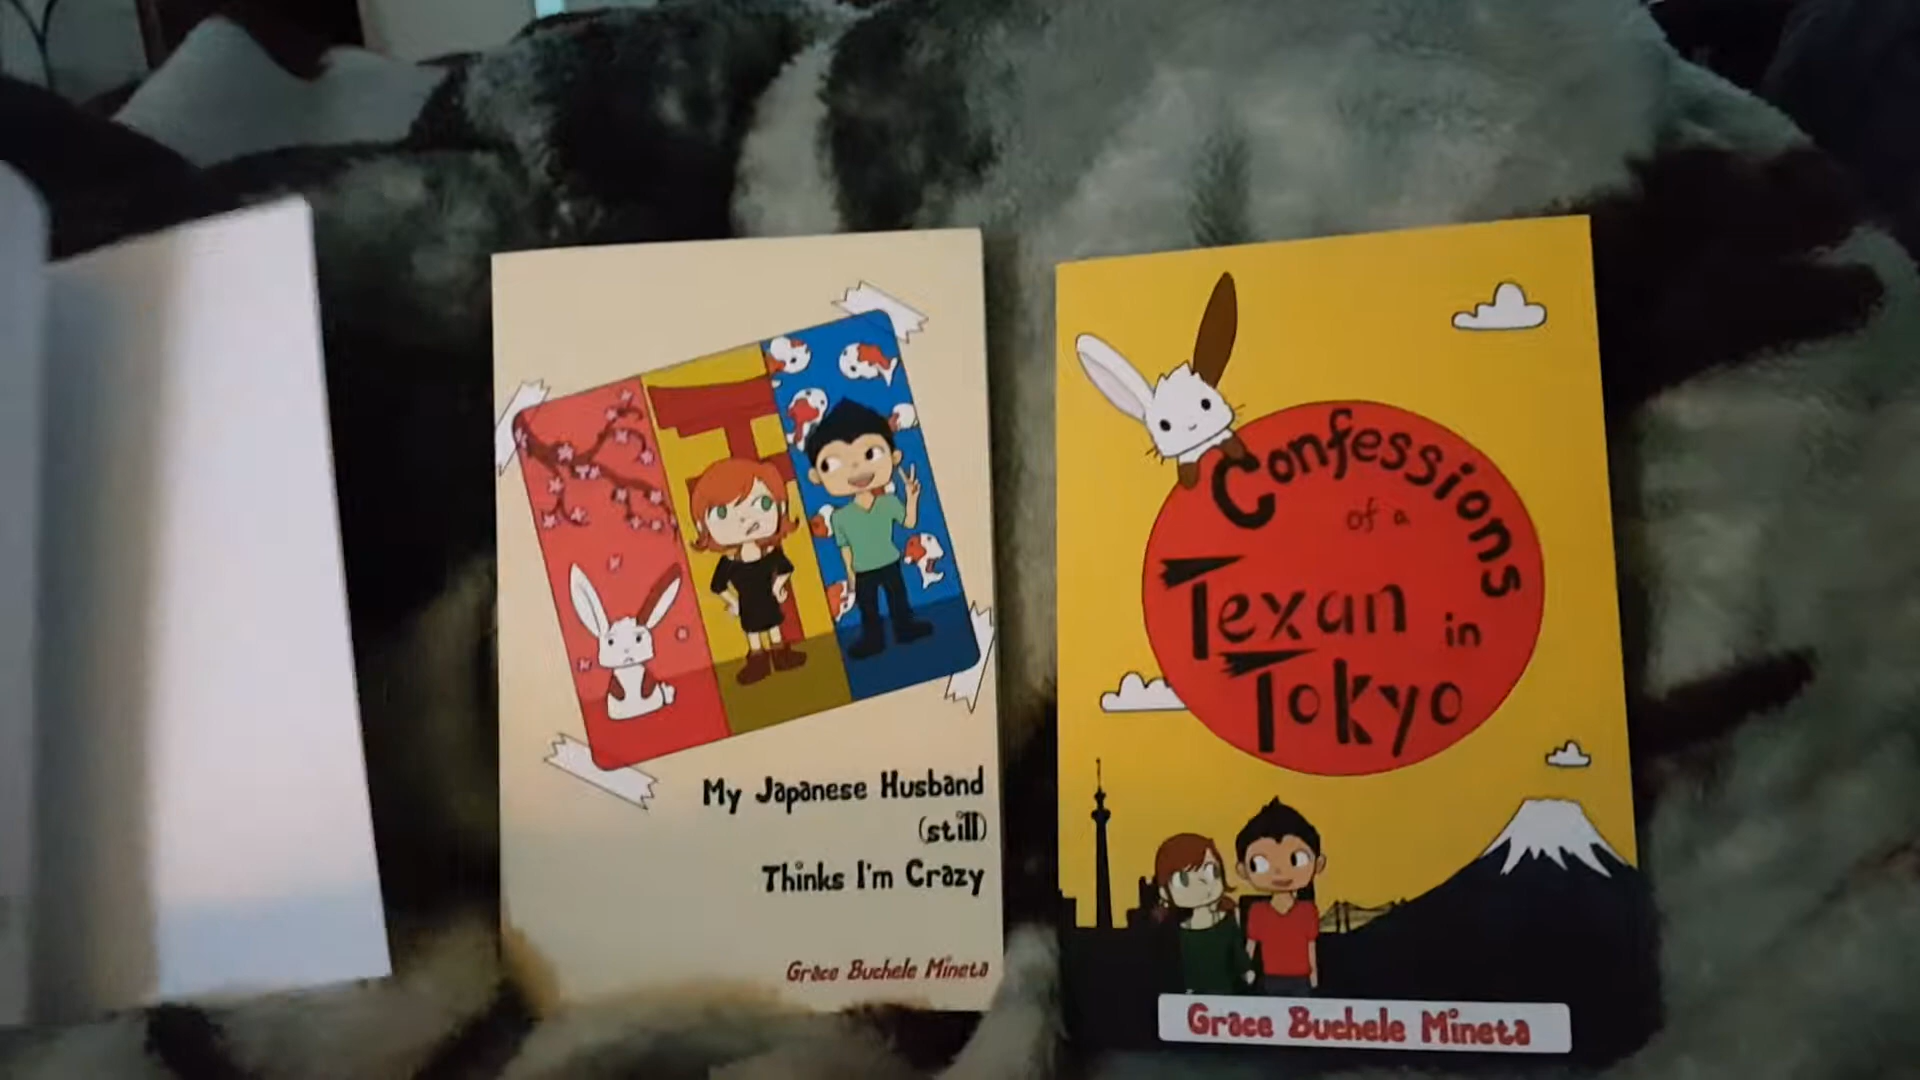 My Japanese Husband
(still)
Thinks I'm Crazy
Grace Buchele Mineta
Confessions
of a
Texan in
Tokyo
Grace Buchele Mineta